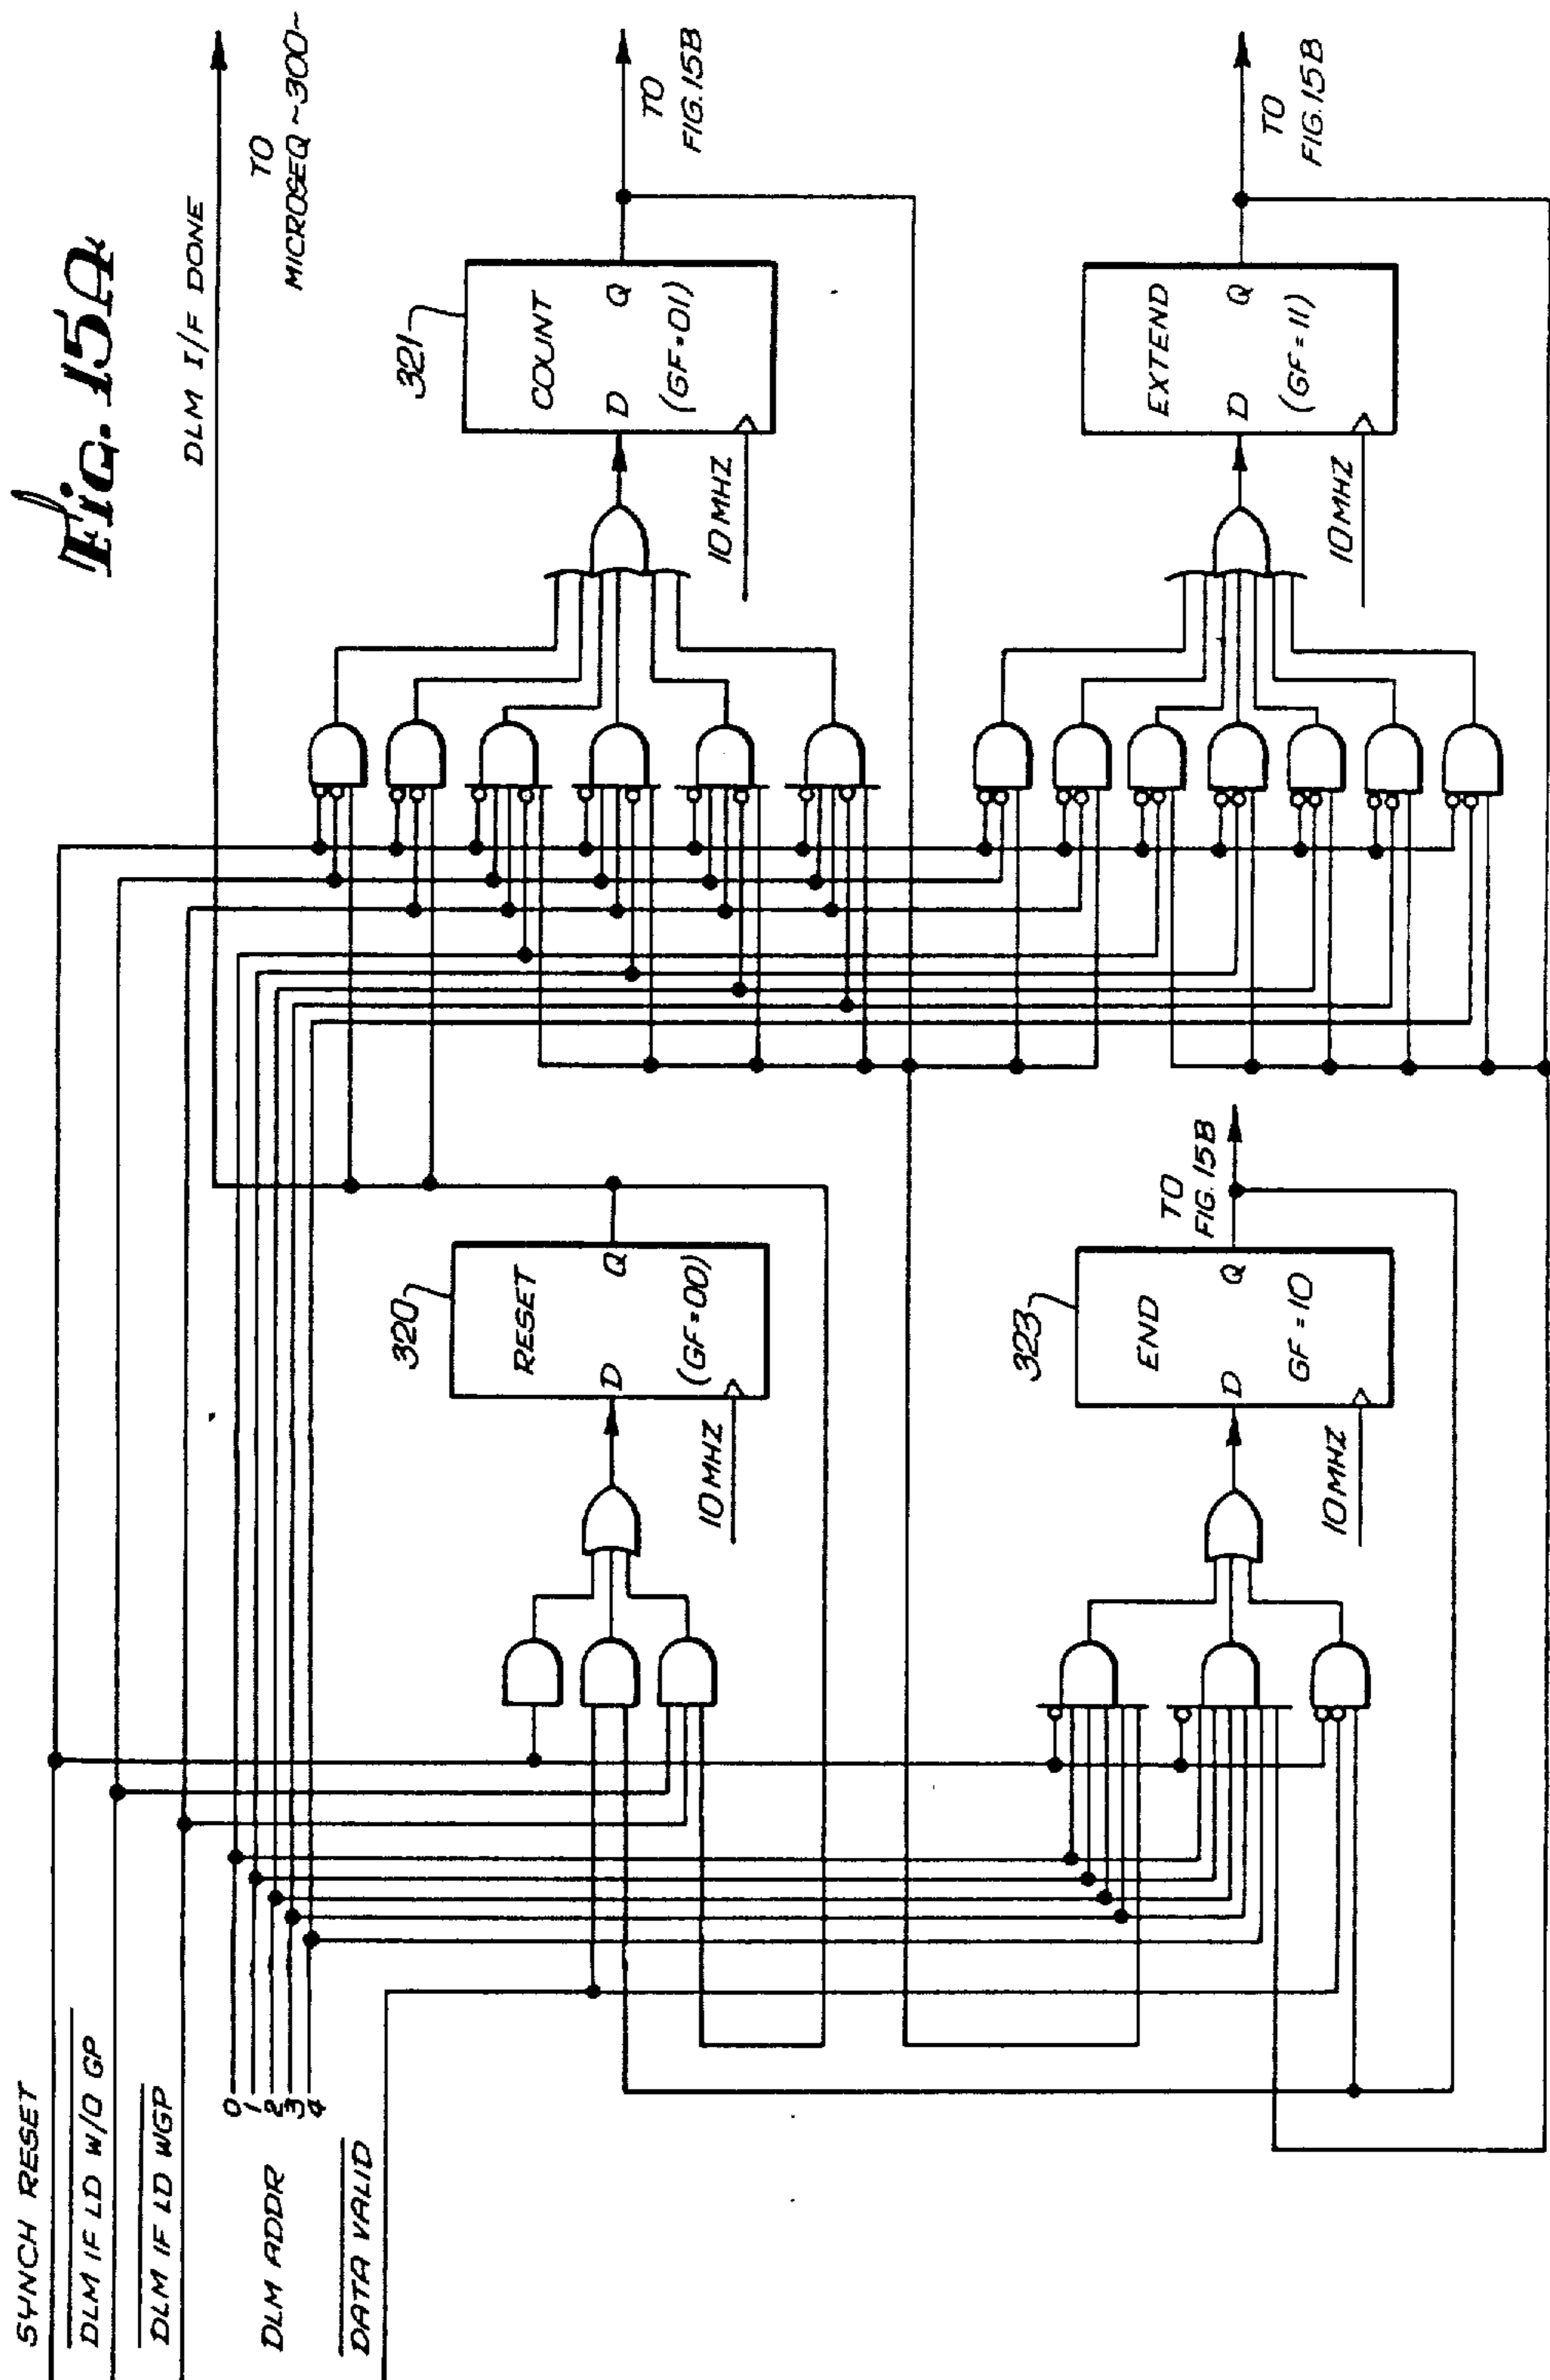 Fig. 15A
SYNCH RESET
DLM IF LD W/O GP
DLM IF LD WGP
0
1
2
3
4
DLM ADDR
DATA VALID
DLM I/F DONE
TO
MICROSEQ ~300~
320
RESET
D
Q
(GF=00)
10 MHZ
321
COUNT
D
Q
(GF=01)
10 MHZ
TO
FIG. 15B
323
END
D
Q
GF=10
10 MHZ
TO
FIG. 15B
EXTEND
D
Q
(GF=11)
10 MHZ
TO
FIG. 15B